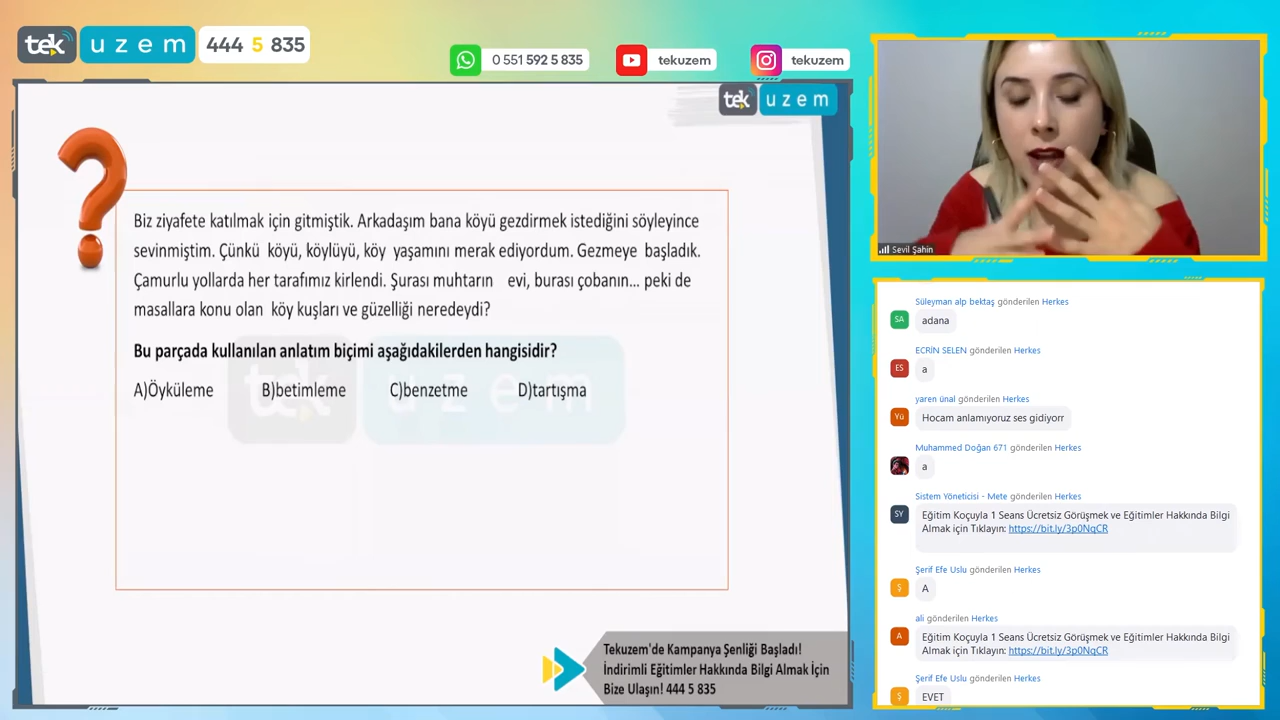 tek uzem 444 5 835
0 551 592 5 835
tekuzem
tekuzem
tek uzem
Biz ziyafete katılmak için gitmiştik. Arkadaşım bana köyü gezdirmek istediğini söyleyince
sevinmiştim. Çünkü köyü, köylüyü, köy yaşamını merak ediyordum. Gezmeye başladık.
Çamurlu yollarda her tarafımız kirlendi. Şurası muhtarın evi, burası çobanın... peki de
masallara konu olan köy kuşları ve güzelliği neredeydi?
Bu parçada kullanılan anlatım biçimi aşağıdakilerden hangisidir?
A)Öyküleme B)betimleme C)benzetme D)tartışma
tek uzem
Tekuzem'de Kampanya Şenliği Başladı!
İndirimli Eğitimler Hakkında Bilgi Almak İçin
Bize Ulaşın! 444 5 835
Sevil Şahin
Süleyman alp bektaş gönderilen Herkes
SA
adana
ECRİN SELEN gönderilen Herkes
ES
a
yaren ünal gönderilen Herkes
Yü
Hocam anlamıyoruz ses gidiyorr
Muhammed Doğan 671 gönderilen Herkes
a
Sistem Yöneticisi - Mete gönderilen Herkes
SY
Eğitim Koçuyla 1 Seans Ücretsiz Görüşmek ve Eğitimler Hakkında Bilgi
Almak için Tıklayın: https://bit.ly/3p0NqCR
Şerif Efe Uslu gönderilen Herkes
Ş
A
ali gönderilen Herkes
A
Eğitim Koçuyla 1 Seans Ücretsiz Görüşmek ve Eğitimler Hakkında Bilgi
Almak için Tıklayın: https://bit.ly/3p0NqCR
Şerif Efe Uslu gönderilen Herkes
Ş
EVET